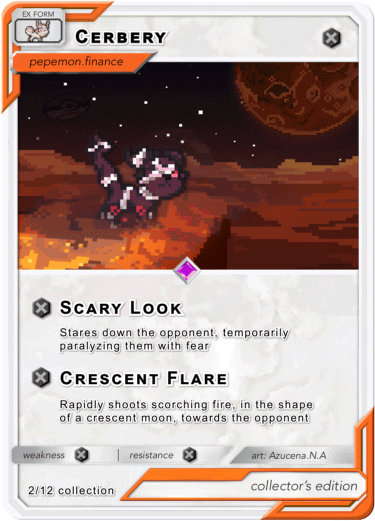 EX FORM
CERBERY
pepemon.finance
SCARY LOOK
Stares down the opponent, temporarily
paralyzing them with fear
CRESCENT FLARE
Rapidly shoots scorching fire, in the shape
of a crescent moon, towards the opponent
weakness
resistance
art: Azucena.N.A
2/12 collection
collector's edition